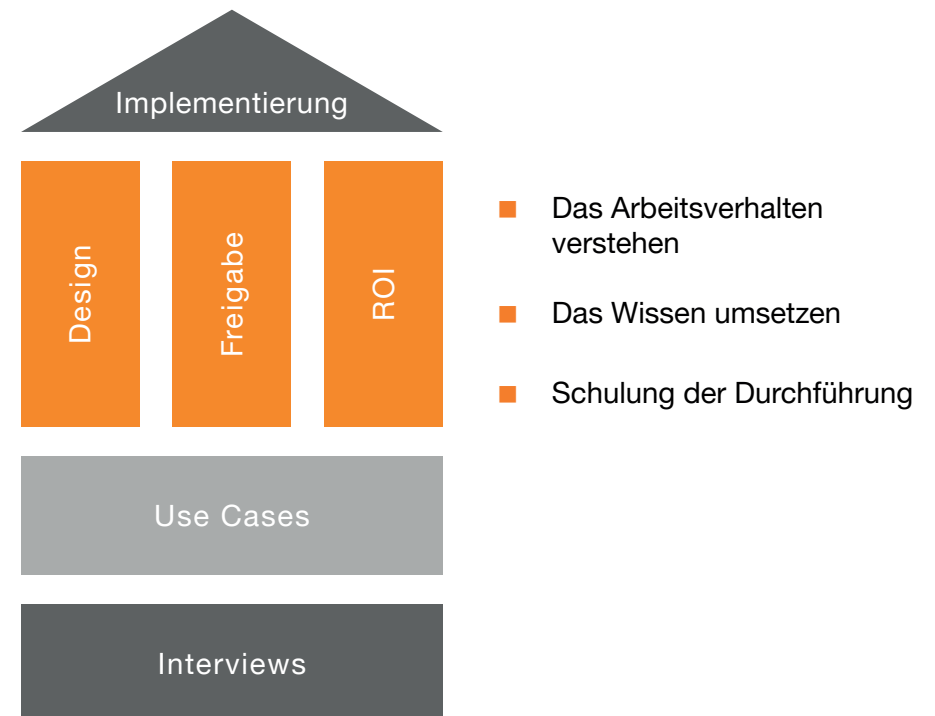 Implementierung
Design
Freigabe
ROI
Das Arbeitsverhalten
verstehen
Das Wissen umsetzen
Schulung der Durchführung
Use Cases
Interviews